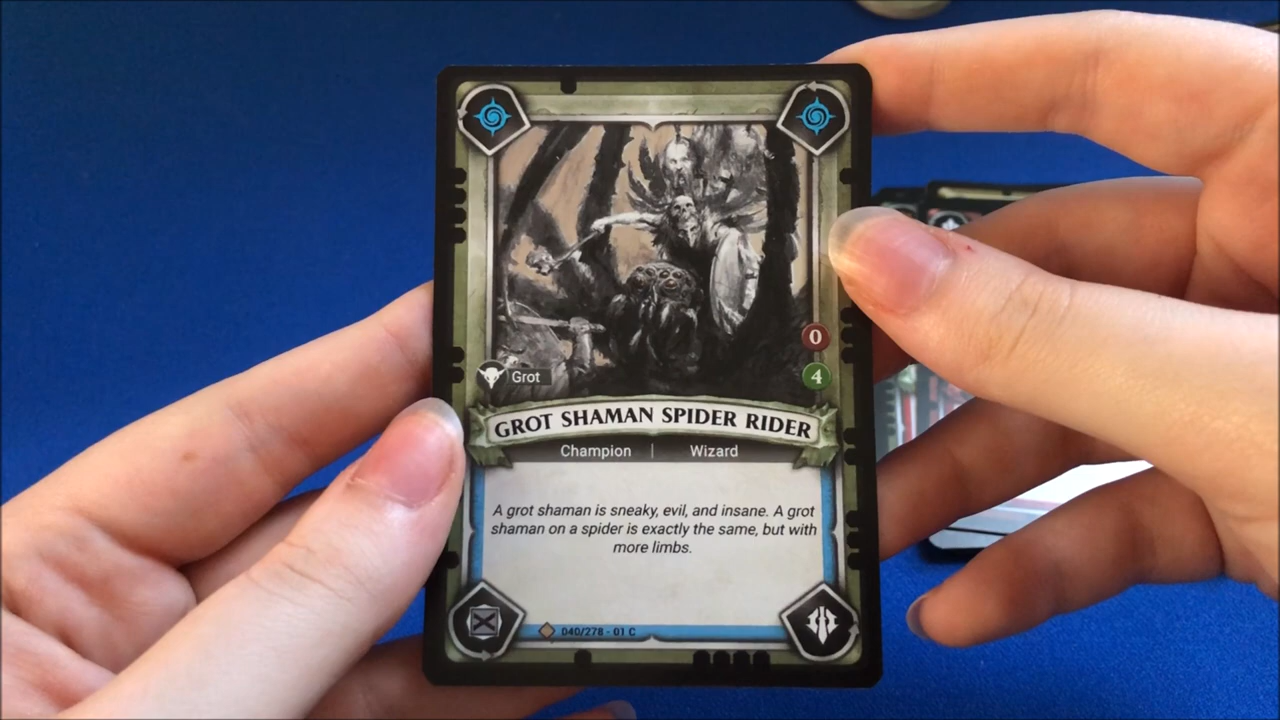 0
Grot
4
GROT SHAMAN SPIDER RIDER
Champion | Wizard
A grot shaman is sneaky, evil, and insane. A grot
shaman on a spider is exactly the same, but with
more limbs.
040/278 - 01 C